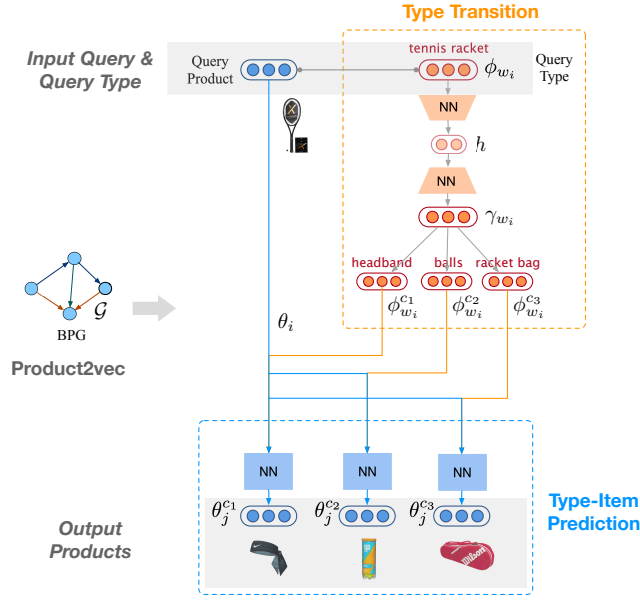 Type Transition
Input Query &
Query Type
Query
Product
tennis racket
ϕ_{w_i}
Query
Type
NN
h
NN
γ_{w_i}
headband
balls
racket bag
ϕ_{w_i}^{c_1}
ϕ_{w_i}^{c_2}
ϕ_{w_i}^{c_3}
𝒢
BPG
Product2vec
θ_i
NN
NN
NN
θ_j^{c_1}
θ_j^{c_2}
θ_j^{c_3}
Type-Item
Prediction
Output
Products
Wilson